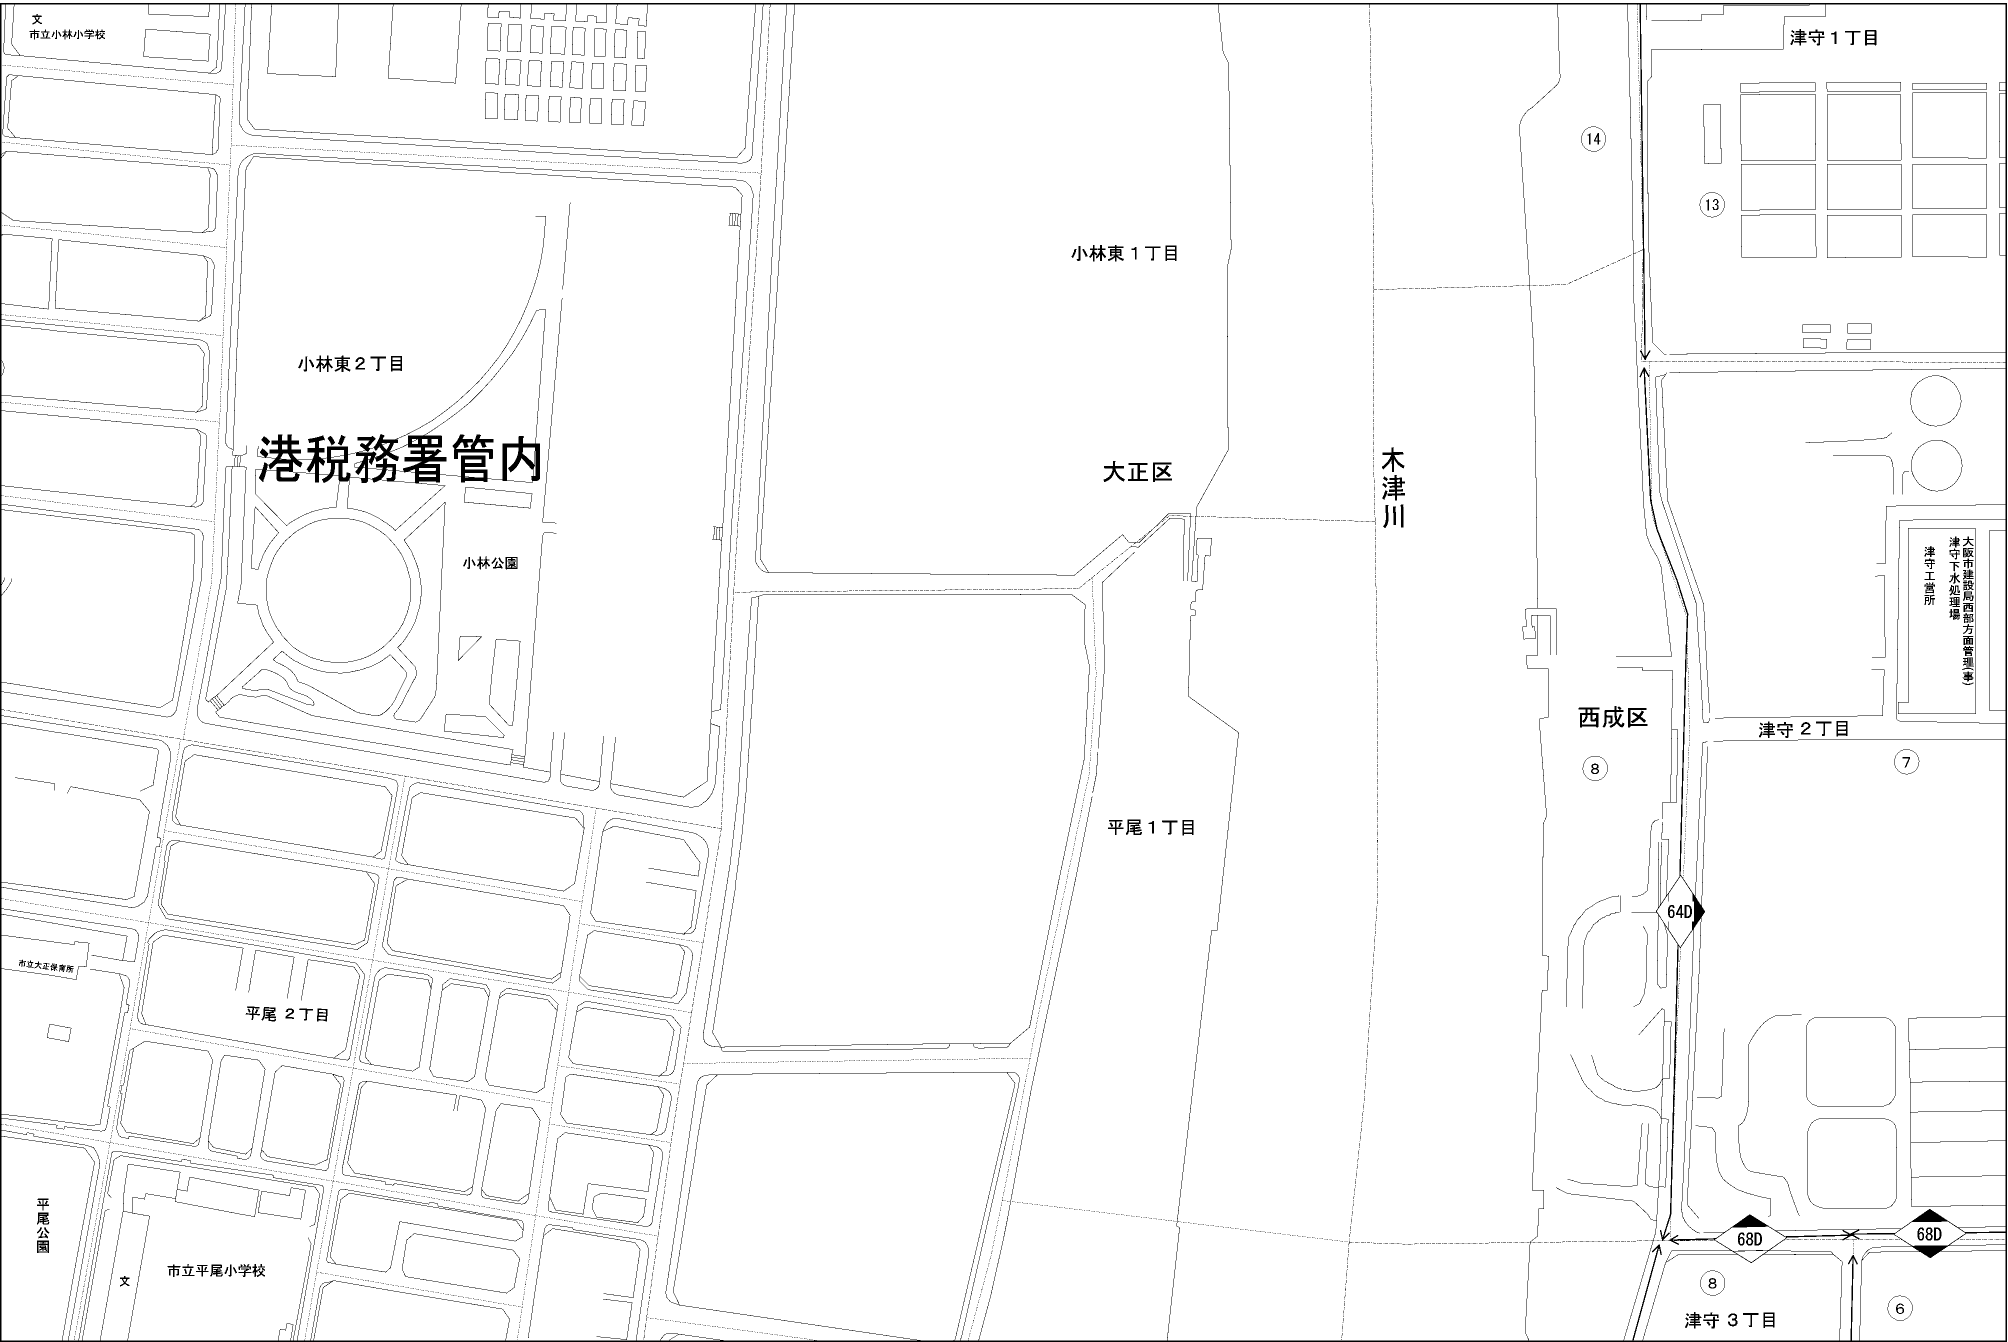 文
市立小林小学校
津守１丁目
14
13
小林東１丁目
小林東２丁目
港税務署管内
大正区
木津川
小林公園
大阪市建設局西部方面管理(事)
津守下水処理場
津守工営所
西成区
津守２丁目
8
7
平尾１丁目
64D
市立大正保育所
平尾２丁目
平尾公園
文
市立平尾小学校
68D
68D
8
津守３丁目
6